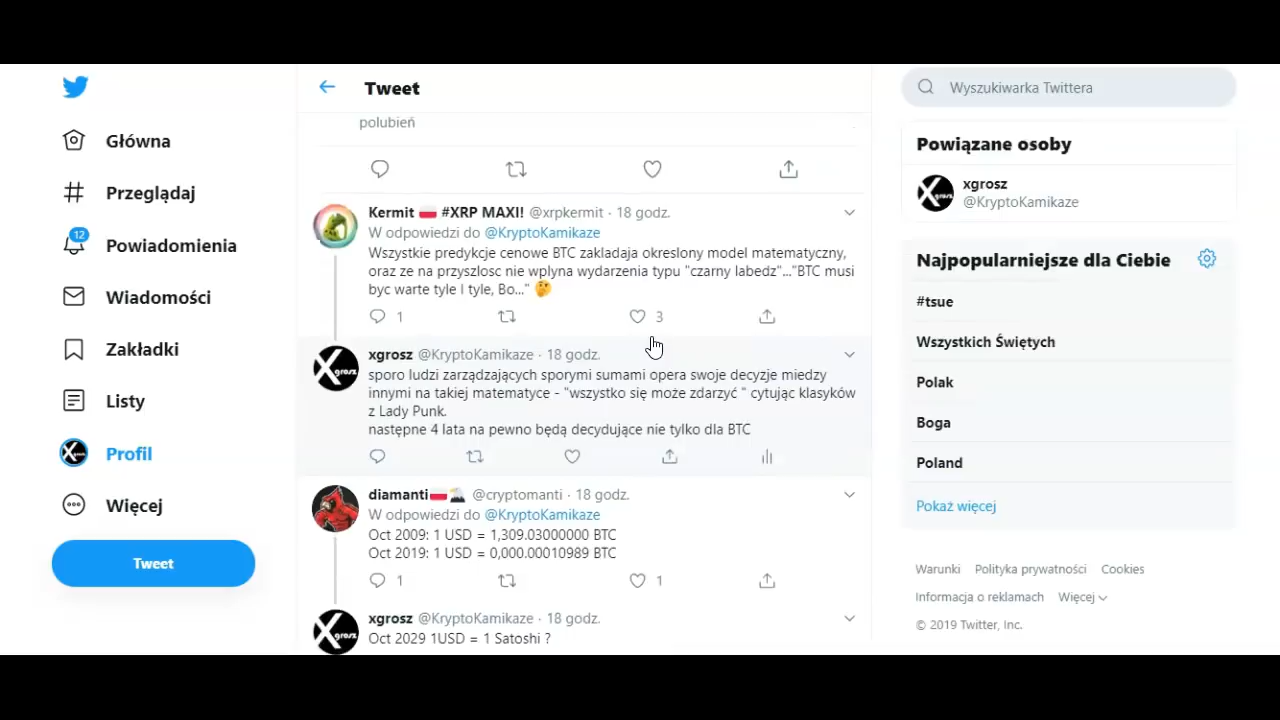 Główna
Przeglądaj
12
Powiadomienia
Wiadomości
Zakładki
Listy
Profil
Więcej
Tweet
Tweet
polubień
Kermit #XRP MAXI! @xrpkermit · 18 godz.
W odpowiedzi do @KryptoKamikaze
Wszystkie predykcje cenowe BTC zakladaja okreslony model matematyczny,
oraz ze na przyszlosc nie wplyna wydarzenia typu "czarny labedz"..."BTC musi
byc warte tyle I tyle, Bo..." 🤔
1
3
xgrosz @KryptoKamikaze · 18 godz.
sporo ludzi zarządzających sporymi sumami opera swoje decyzje miedzy
innymi na takiej matematyce - "wszystko się może zdarzyć " cytując klasyków
z Lady Punk.
następne 4 lata na pewno będą decydujące nie tylko dla BTC
diamanti @cryptomanti · 18 godz.
W odpowiedzi do @KryptoKamikaze
Oct 2009: 1 USD = 1,309.03000000 BTC
Oct 2019: 1 USD = 0,000.00010989 BTC
1
1
xgrosz @KryptoKamikaze · 18 godz.
Oct 2029 1USD = 1 Satoshi ?
Xgrosz
Xgrosz
Wyszukiwarka Twittera
Powiązane osoby
Xgrosz
xgrosz
@KryptoKamikaze
Najpopularniejsze dla Ciebie
#tsue
Wszystkich Świętych
Polak
Boga
Poland
Pokaż więcej
Warunki Polityka prywatności Cookies
Informacja o reklamach Więcej
© 2019 Twitter, Inc.